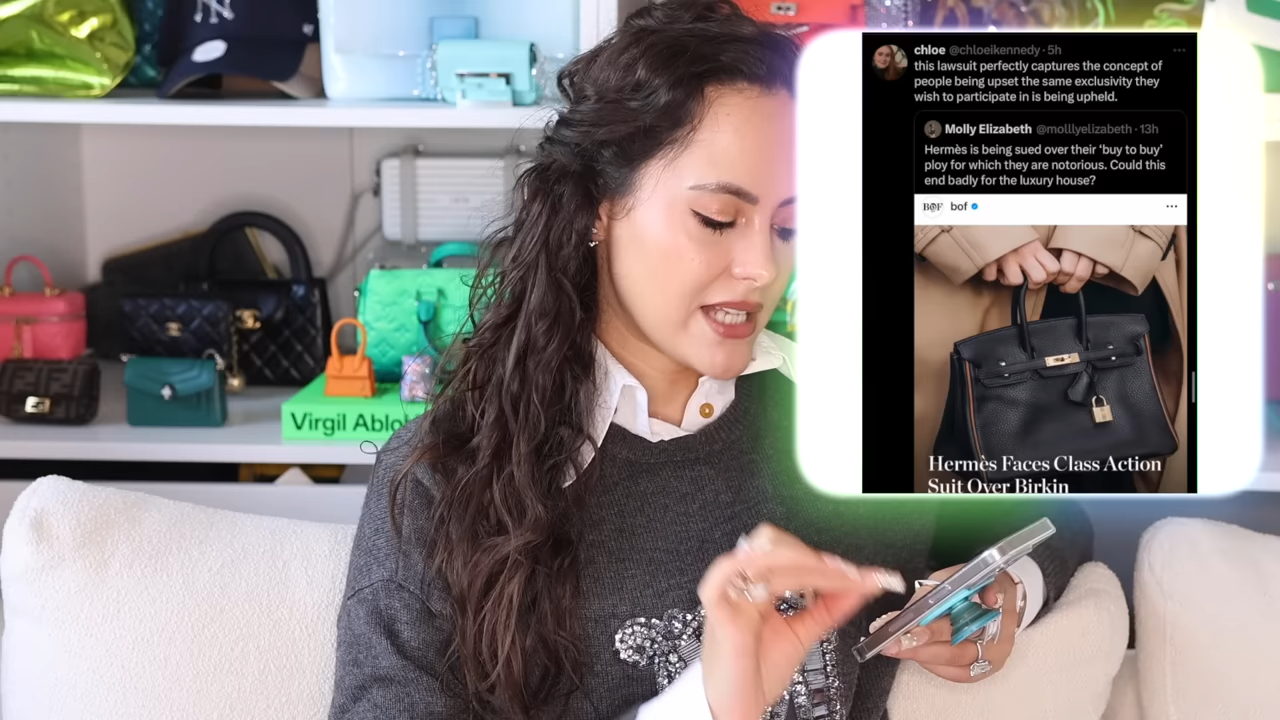 chloe @chloeikennedy · 5h
this lawsuit perfectly captures the concept of
people being upset the same exclusivity they
wish to participate in is being upheld.
Molly Elizabeth @molllyelizabeth · 13h
Hermès is being sued over their ‘buy to buy’
ploy for which they are notorious. Could this
end badly for the luxury house?
BOF bof
Hermès Faces Class Action
Suit Over Birkin
NY
Virgil Abloh